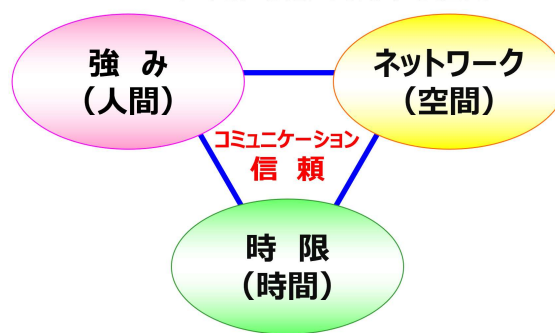 強 み
（人間）
ネットワーク
（空間）
コミュニケーション
信 頼
時 限
（時間）